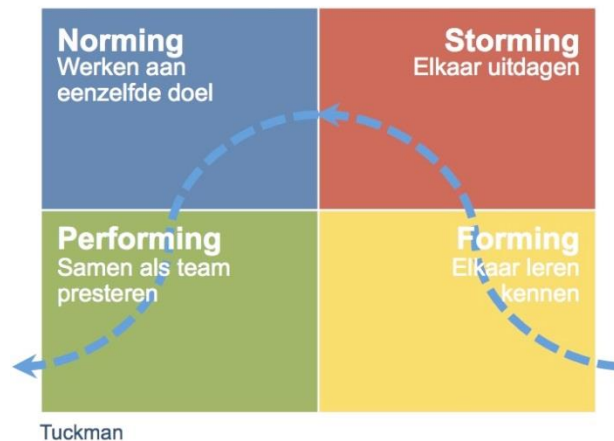 Norming
Werken aan
eenzelfde doel
Storming
Elkaar uitdagen
Performing
Samen als team
presteren
Forming
Elkaar leren
kennen
Tuckman